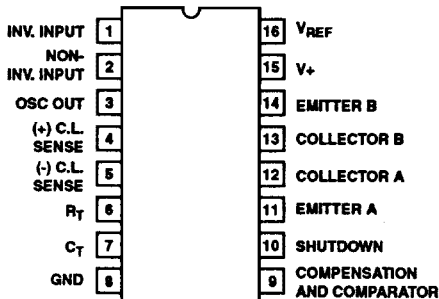 INV. INPUT 1
NON-
INV. INPUT 2
OSC OUT 3
(+) C.L.
SENSE 4
(-) C.L.
SENSE 5
RT 6
CT 7
GND 8
16 VREF
15 V+
14 EMITTER B
13 COLLECTOR B
12 COLLECTOR A
11 EMITTER A
10 SHUTDOWN
9 COMPENSATION
AND COMPARATOR